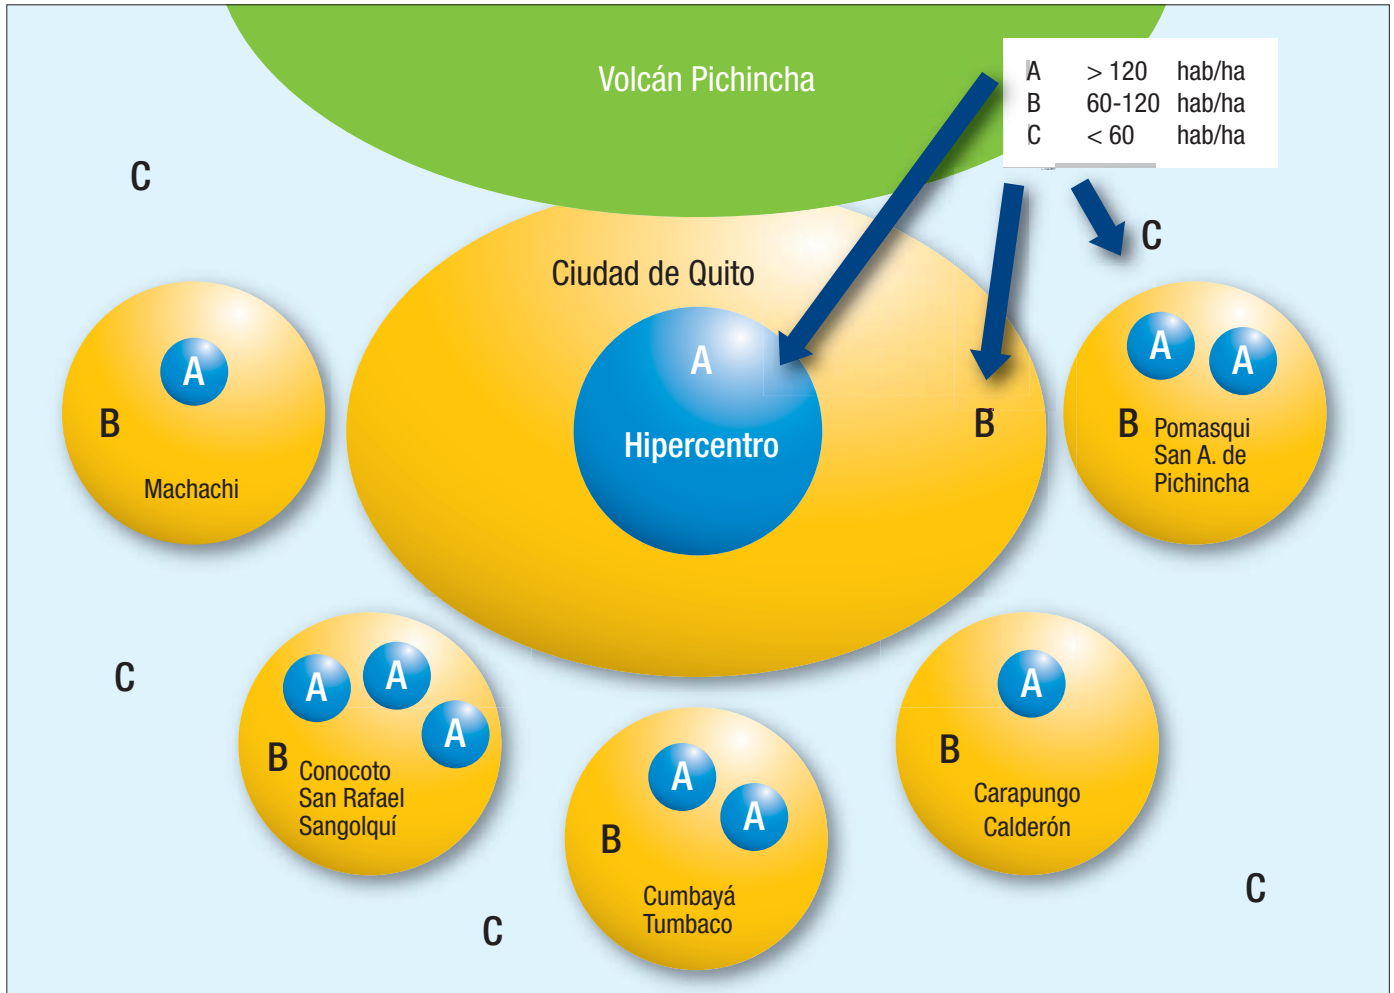 Volcán Pichincha
A > 120 hab/ha
B 60-120 hab/ha
C < 60 hab/ha
C
C
Ciudad de Quito
A
Hipercentro
B
A
B
Machachi
A
A
B
Pomasqui
San A. de
Pichincha
C
A
A
A
B
Conocoto
San Rafael
Sangolquí
A
A
B
Cumbayá
Tumbaco
A
B
Carapungo
Calderón
C
C